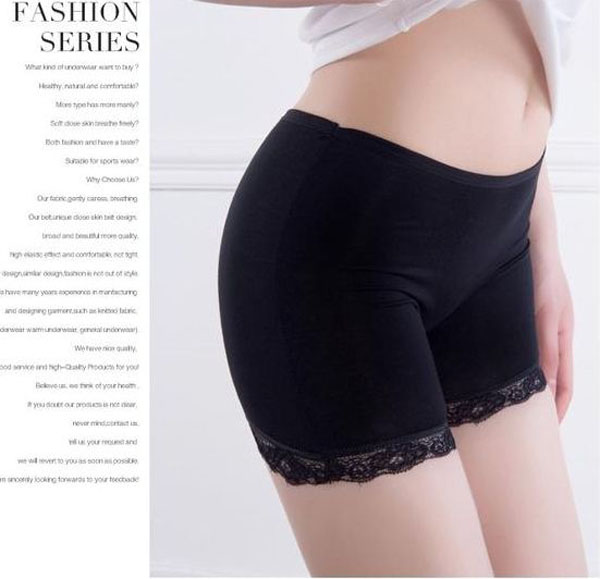 FASHION
SERIES
What kind of underwear want to buy ?
Healthy, natural and comfortable?
More type has more manly?
Soft dose skin breathe freely?
Both fashion and have a taste?
Suitable for sports wear?
Why Choose Us?
Our fabric,gently caress, breathing.
Our belt,unique close skin belt design,
broad and beautiful more quality,
high elastic effect and comfortable, not tight.
design,similar design,fashion is not out of style.
have many years experience in manfacturing
and designing garment,such as knitted fabric,
warm underwear, general underwear)
We have nice quality,
service and high-Quality Products for you!
Believe us, we think of your health .
If you doubt our products is not clear,
never mind,contact us,
tell us your request and
we will revert to you as soon as possible.
sincerely looking forwards to your feedback!